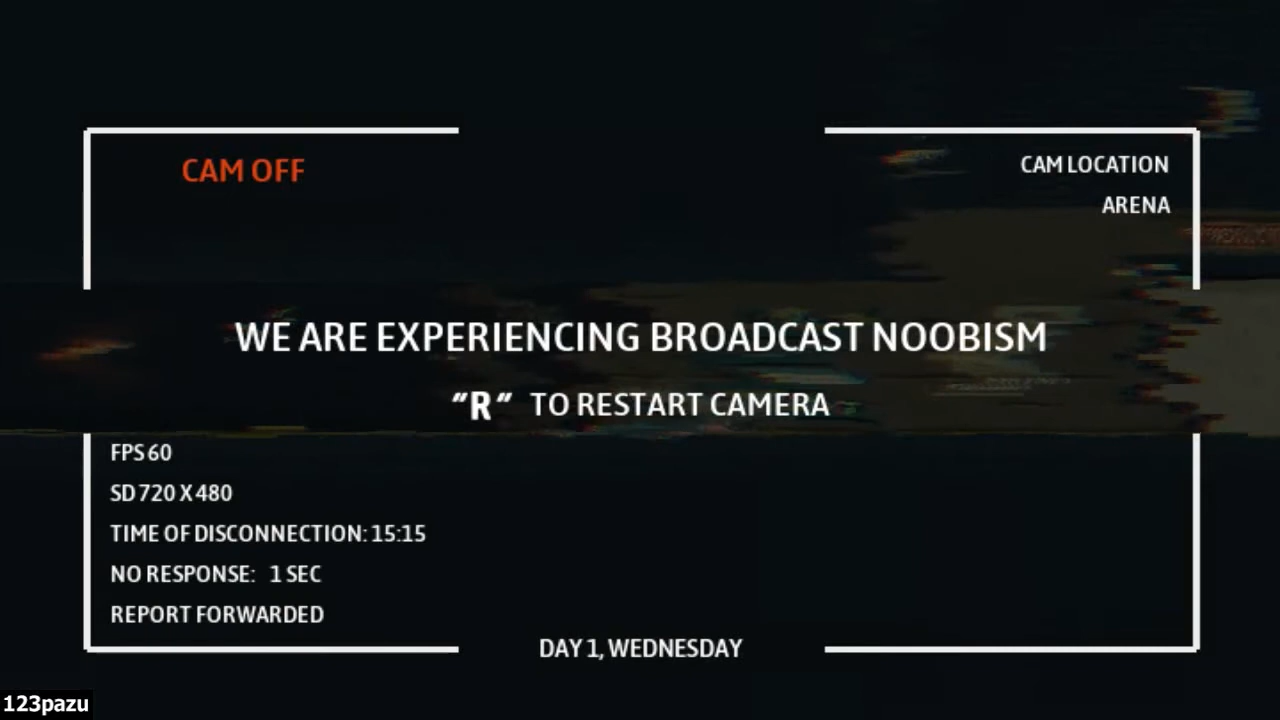 CAM OFF
CAM LOCATION
ARENA
WE ARE EXPERIENCING BROADCAST NOOBISM
"R" TO RESTART CAMERA
FPS 60
SD 720 X 480
TIME OF DISCONNECTION: 15:15
NO RESPONSE: 1 SEC
REPORT FORWARDED
DAY 1, WEDNESDAY
123pazu